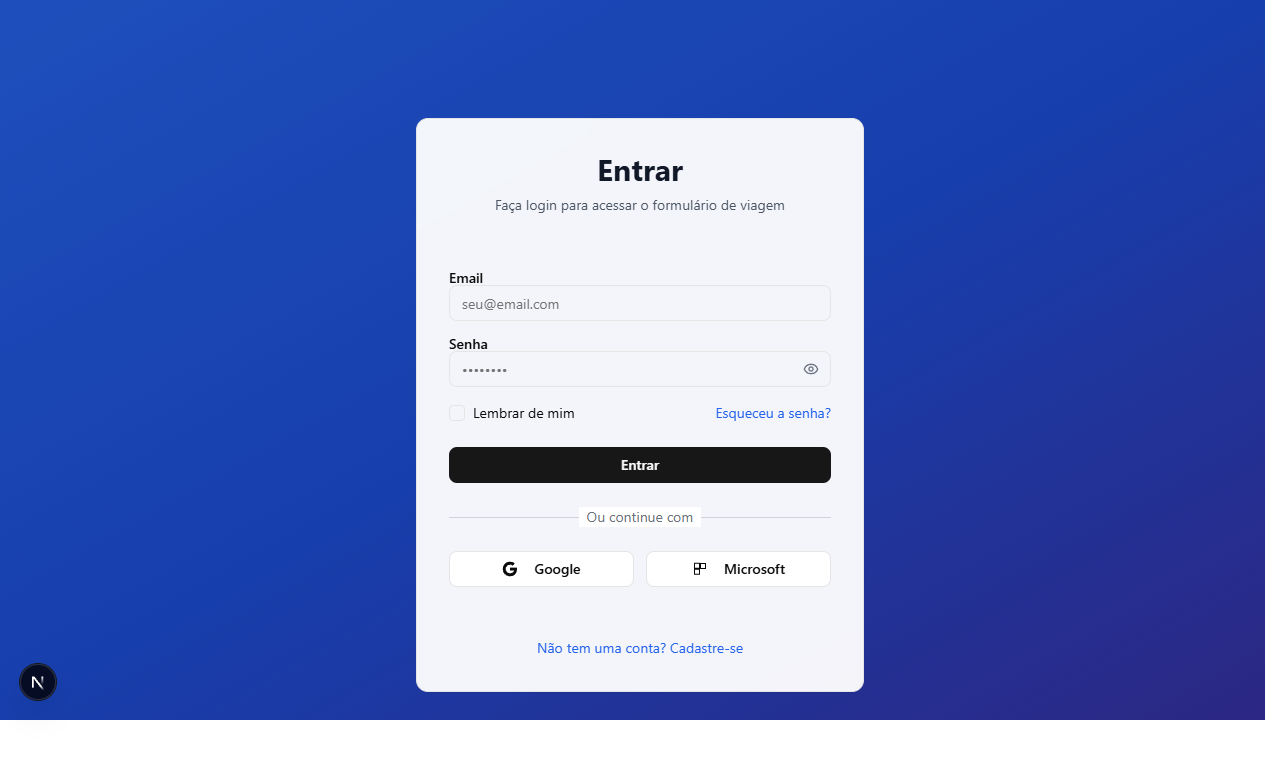 Entrar
Faça login para acessar o formulário de viagem
Email
seu@email.com
Senha
••••••••
Lembrar de mim
Esqueceu a senha?
Entrar
Ou continue com
Google
Microsoft
Não tem uma conta? Cadastre-se
N